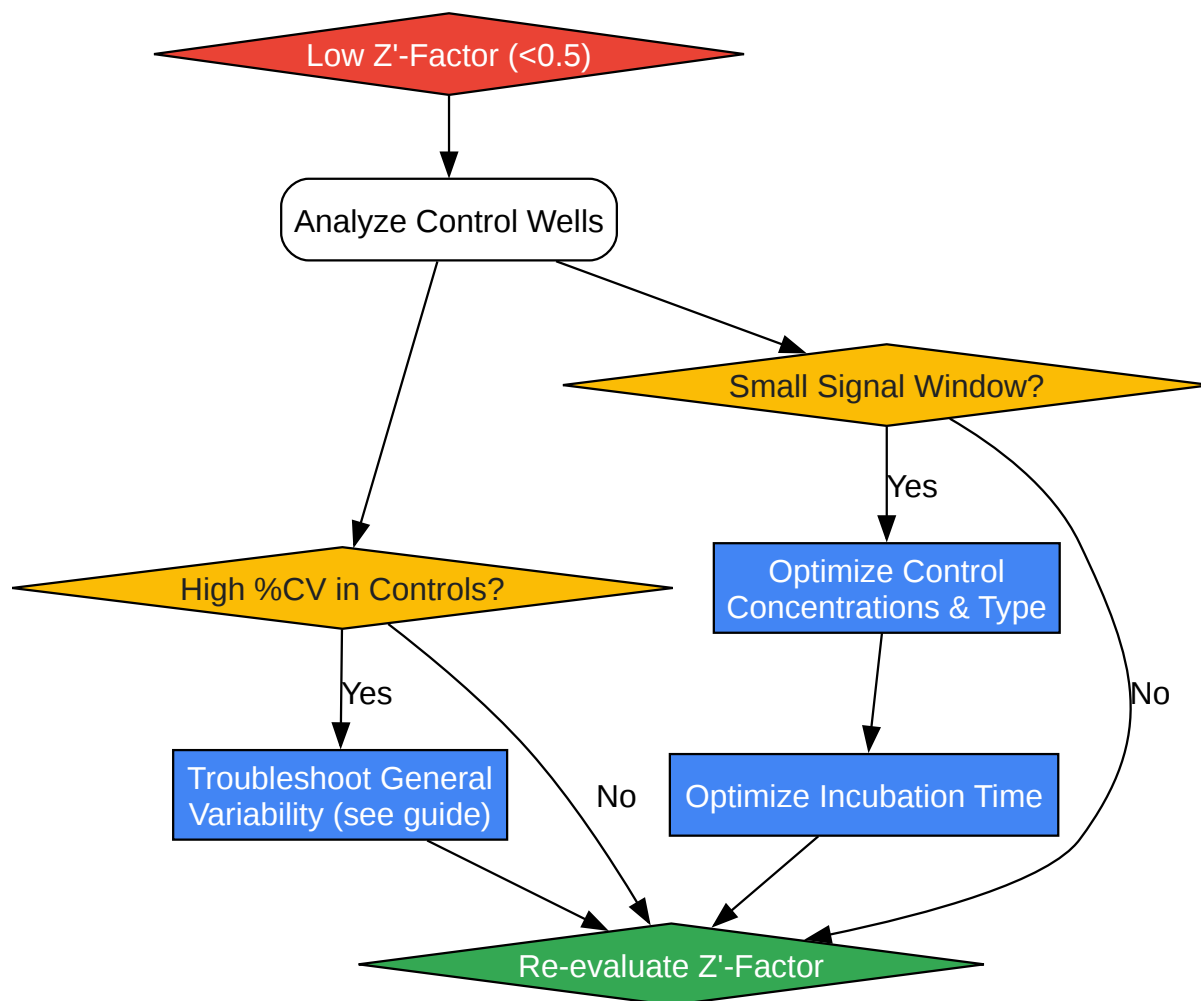 Low Z'-Factor (<0.5)
Analyze Control Wells
Small Signal Window?
Yes
High %CV in Controls?
Optimize Control
Concentrations & Type
Yes
No
Troubleshoot General
Variability (see guide)
Optimize Incubation Time
No
Re-evaluate Z'-Factor